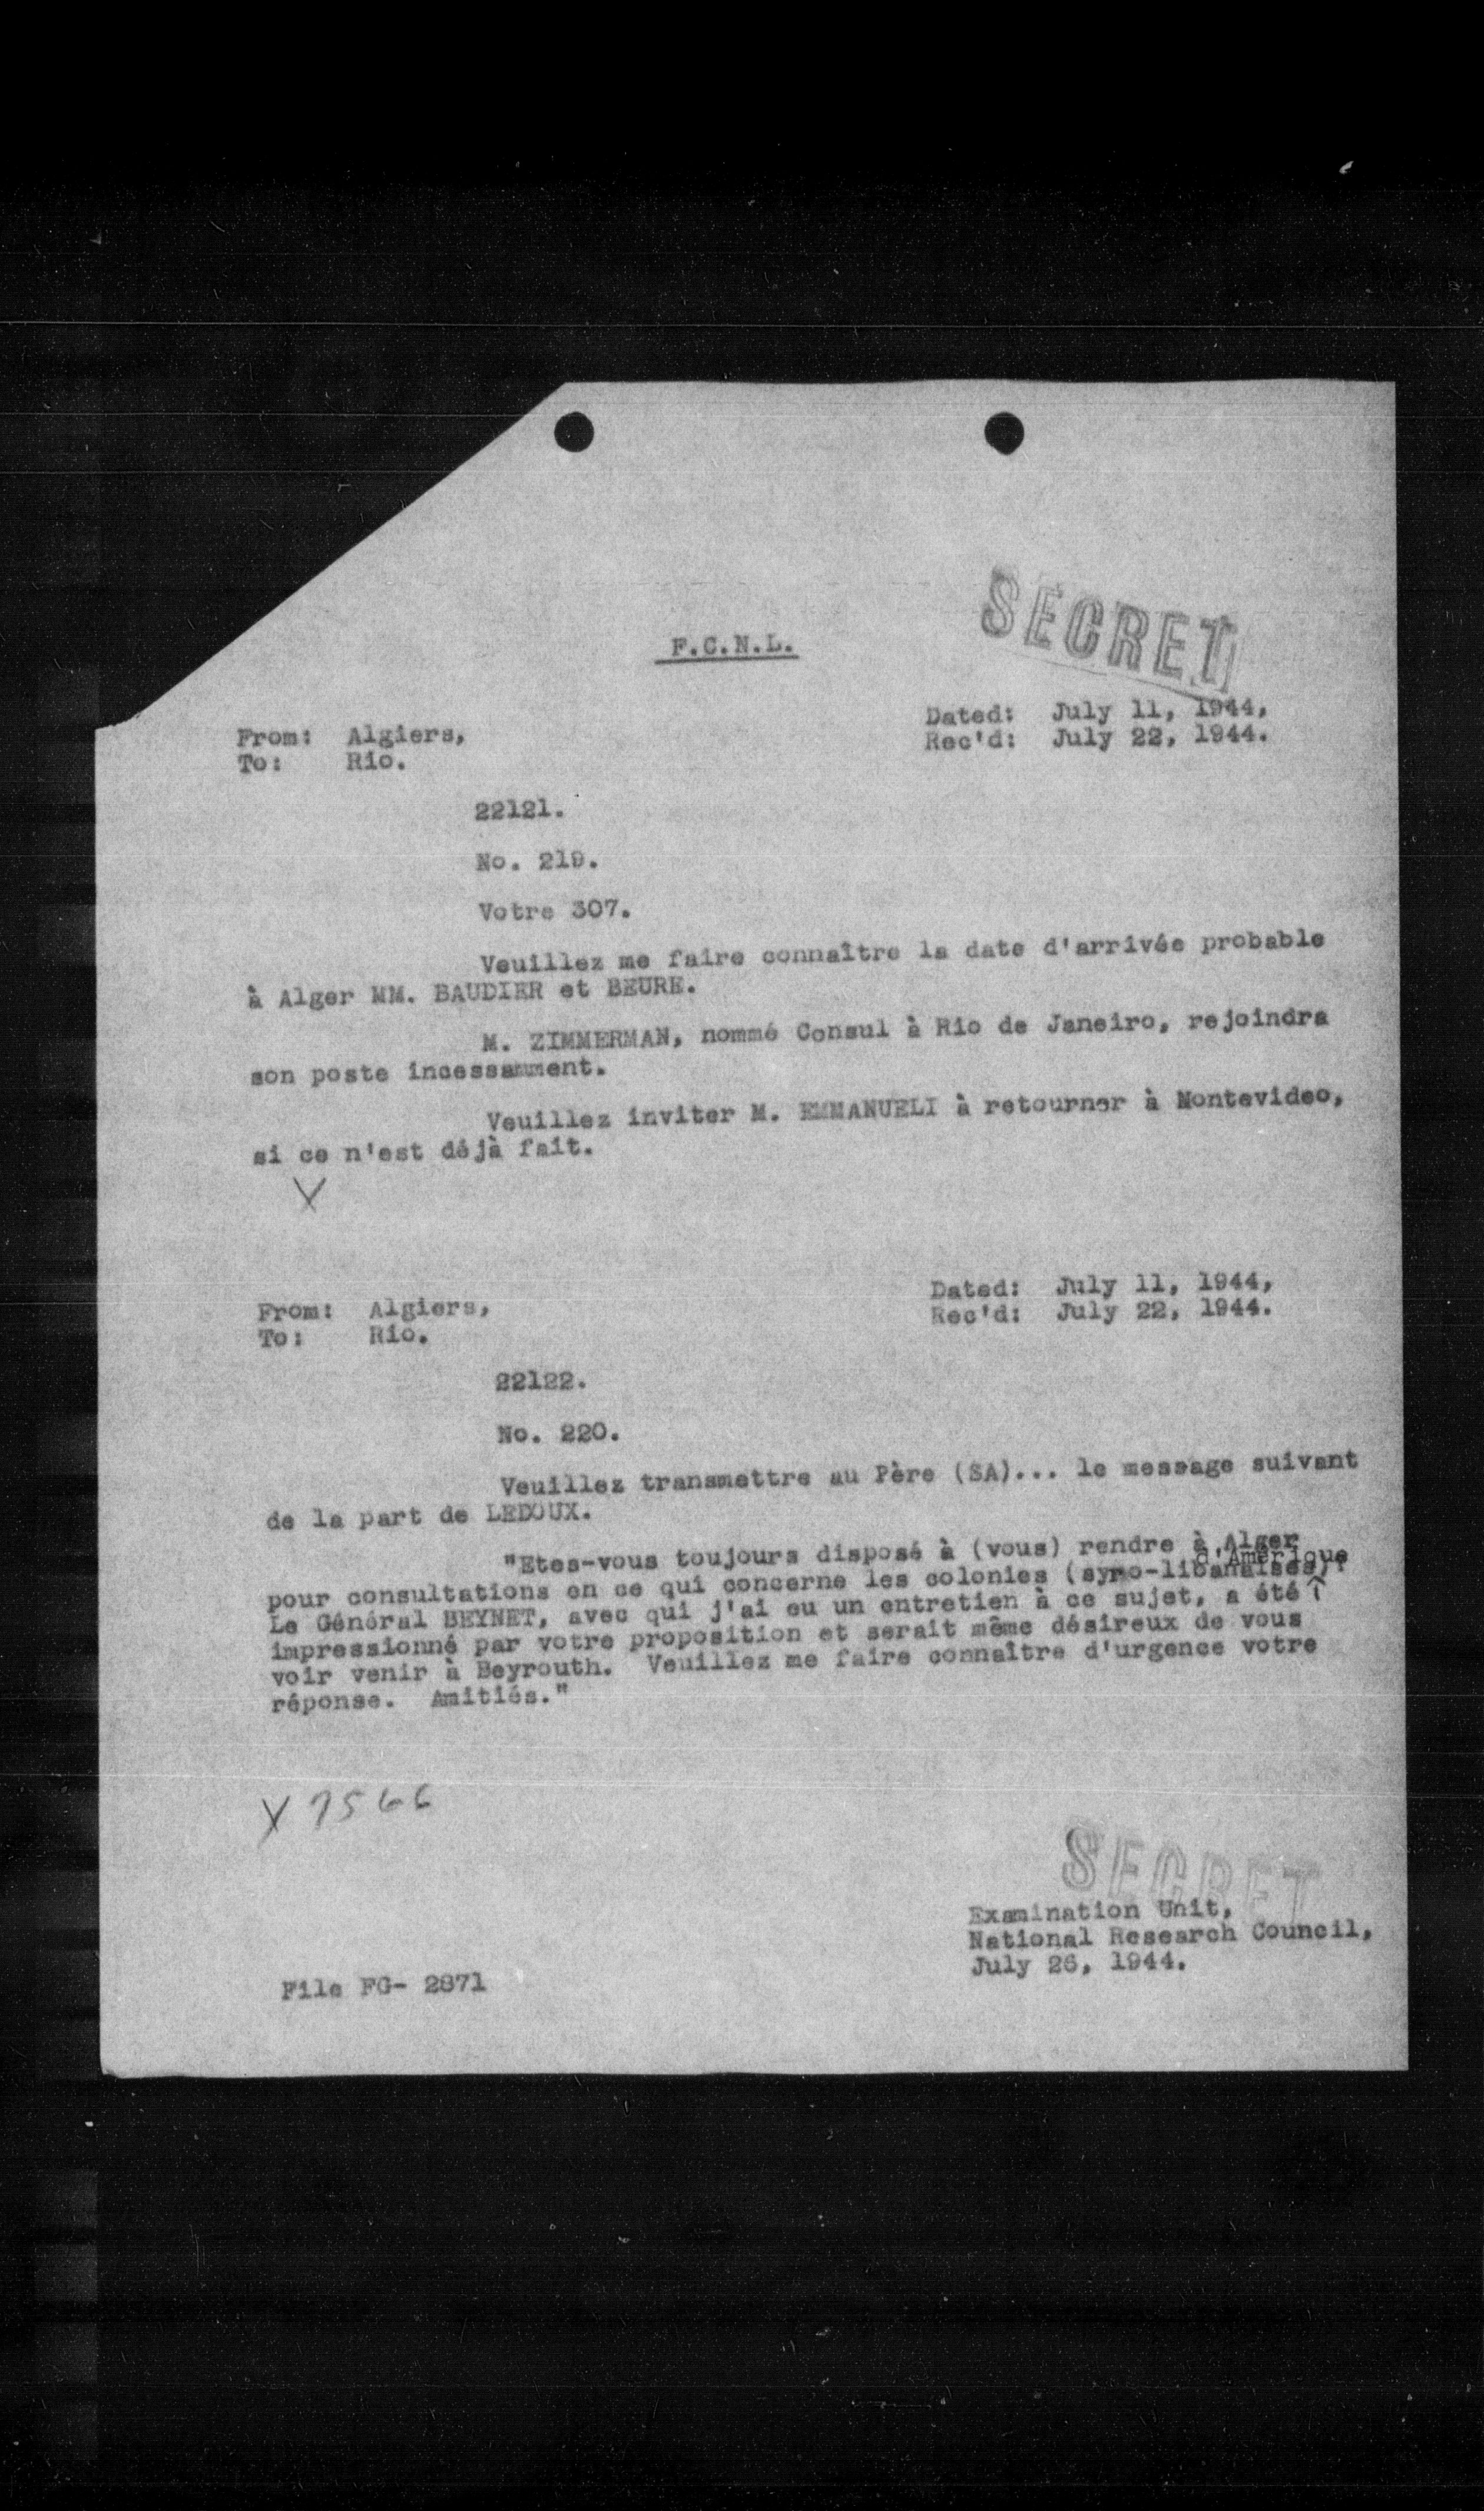 SECRET
F.C.N.L.
Dated: July 11, 1944,
Rec'd: July 22, 1944.
From: Algiers,
To: Rio.
22121.
No. 219.
Votre 307.
Veuillez me faire connaître la date d'arrivée probable
à Alger MM. BAUDIER et BEURE.
M. ZIMMERMAN, nommé Consul à Rio de Janeiro, rejoindra
son poste incessamment.
Veuillez inviter M. EMMANUELI à retourner à Montevideo,
si ce n'est déjà fait.
X
Dated: July 11, 1944,
Rec'd: July 22, 1944.
From: Algiers,
To: Rio.
22122.
No. 220.
Veuillez transmettre au Père (SA)... le message suivant
de la part de LEDOUX.
"Etes-vous toujours disposé à (vous) rendre à Alger
d'Amérique
pour consultations en ce qui concerne les colonies (syro-libanaises).
Le Général BEYNET, avec qui j'ai eu un entretien à ce sujet, a été
impressionné par votre proposition et serait même désireux de vous
voir venir à Beyrouth. Veuillez me faire connaître d'urgence votre
réponse. Amitiés."
X 7566
SECRET
Examination Unit,
National Research Council,
July 26, 1944.
File FG- 2871